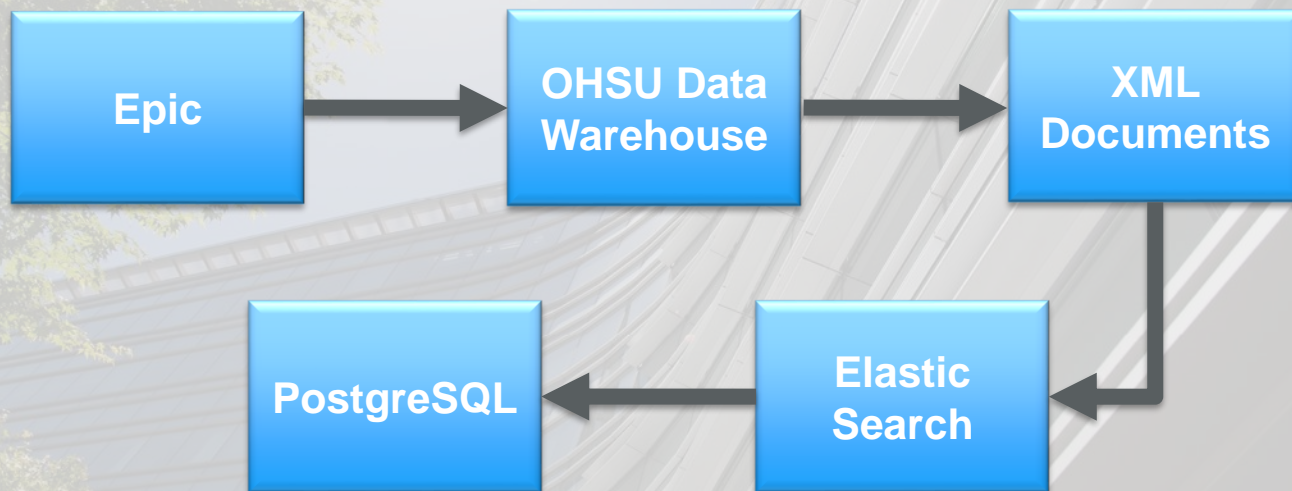 Epic
OHSU Data
Warehouse
XML
Documents
Elastic
Search
PostgreSQL